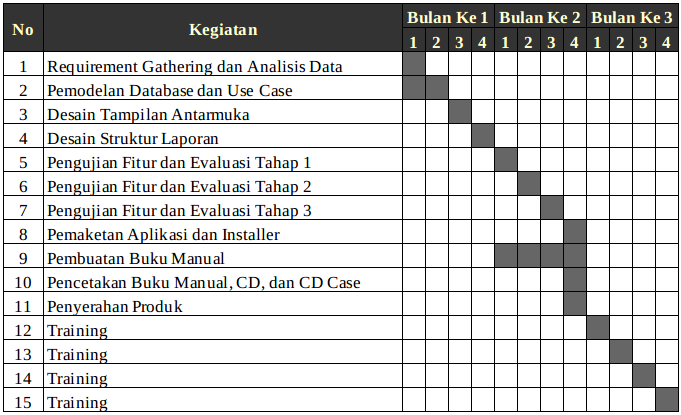 No Kegiatan Bulan Ke 1 Bulan Ke 2 Bulan Ke 3
1 2 3 4 1 2 3 4 1 2 3 4
1 Requirement Gathering dan Analisis Data
2 Pemodelan Database dan Use Case
3 Desain Tampilan Antarmuka
4 Desain Struktur Laporan
5 Pengujian Fitur dan Evaluasi Tahap 1
6 Pengujian Fitur dan Evaluasi Tahap 2
7 Pengujian Fitur dan Evaluasi Tahap 3
8 Pemaketan Aplikasi dan Installer
9 Pembuatan Buku Manual
10 Pencetakan Buku Manual, CD, dan CD Case
11 Penyerahan Produk
12 Training
13 Training
14 Training
15 Training